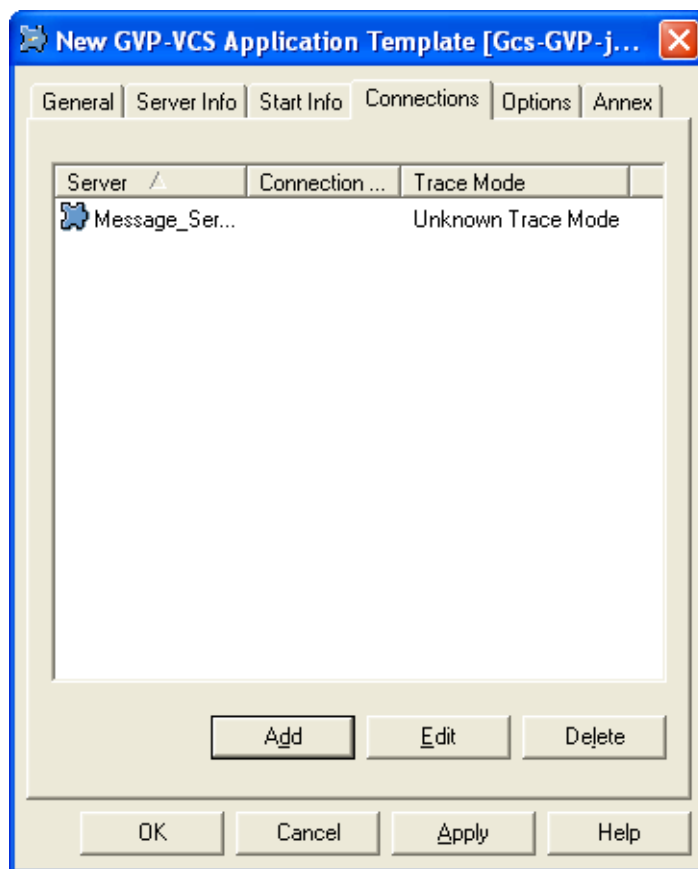 New GVP-VCS Application Template [Gcs-GVP-j...
General Server Info Start Info Connections Options Annex
Server Connection ... Trace Mode
Message_Ser... Unknown Trace Mode
Add Edit Delete
OK Cancel Apply Help